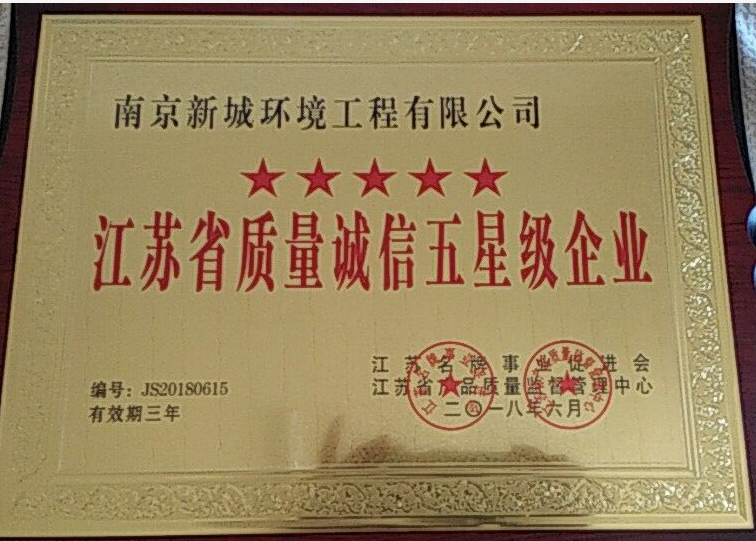 南京新城环境工程有限公司
★★★★★
江苏省质量诚信五星级企业
江苏名牌事业促进会
编号：JS20180615
江苏省产品质量监督管理中心
有效期三年
二〇一八年六月